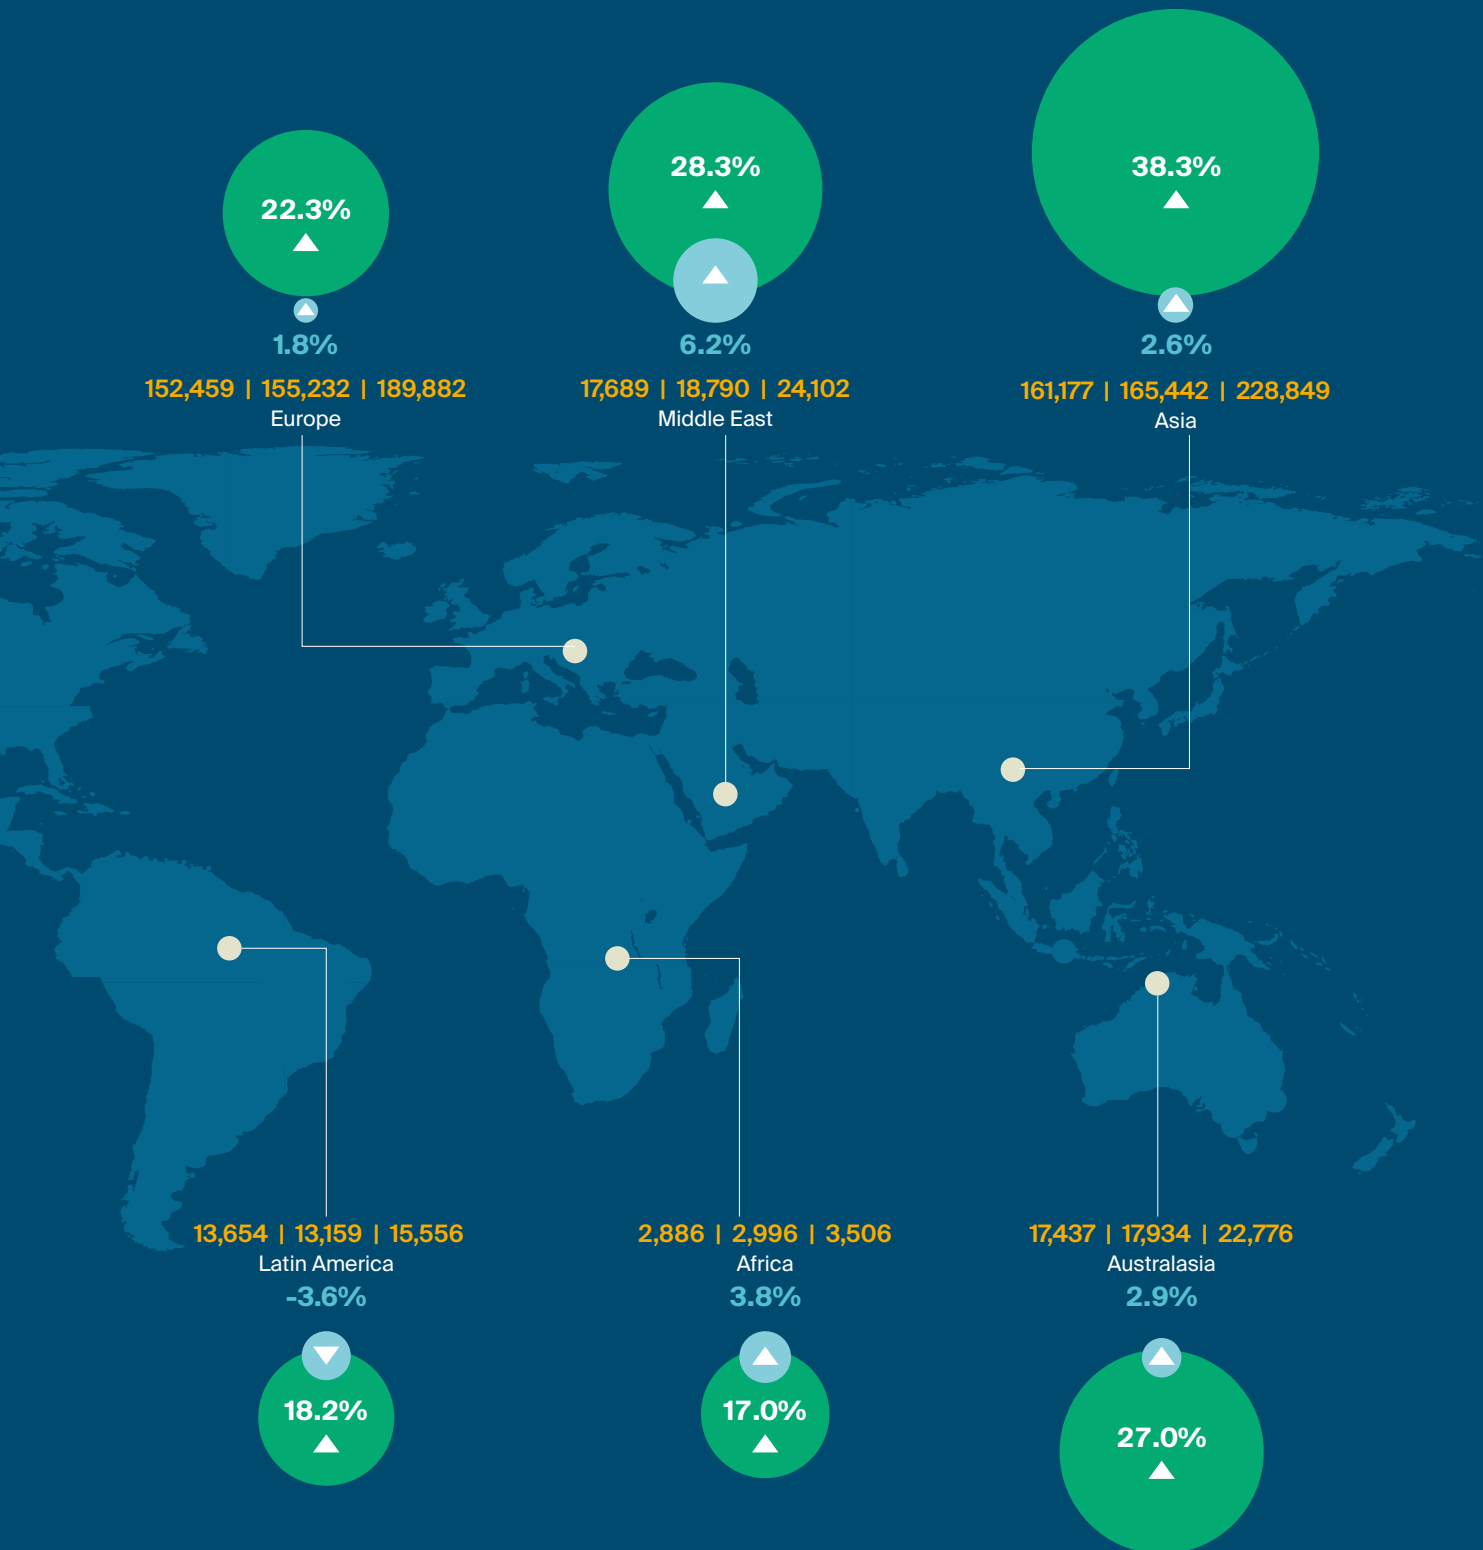 22.3%
1.8%
152,459 | 155,232 | 189,882
Europe
28.3%
6.2%
17,689 | 18,790 | 24,102
Middle East
38.3%
2.6%
161,177 | 165,442 | 228,849
Asia
13,654 | 13,159 | 15,556
Latin America
-3.6%
18.2%
2,886 | 2,996 | 3,506
Africa
3.8%
17.0%
17,437 | 17,934 | 22,776
Australasia
2.9%
27.0%